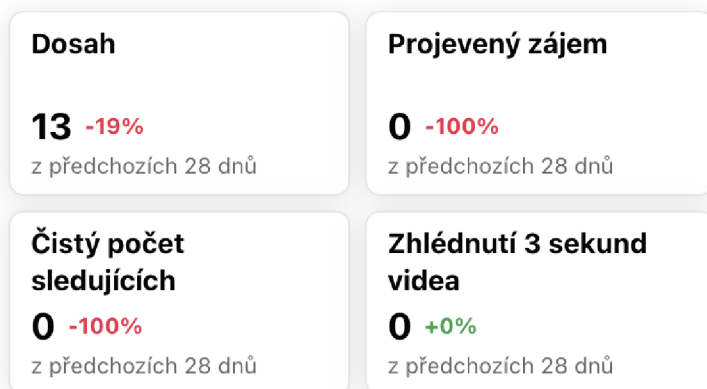 Dosah
13 -19%
z předchozích 28 dnů
Projevený zájem
0 -100%
z předchozích 28 dnů
Čistý počet
sledujících
0 -100%
z předchozích 28 dnů
Zhlédnutí 3 sekund
videa
0 +0%
z předchozích 28 dnů